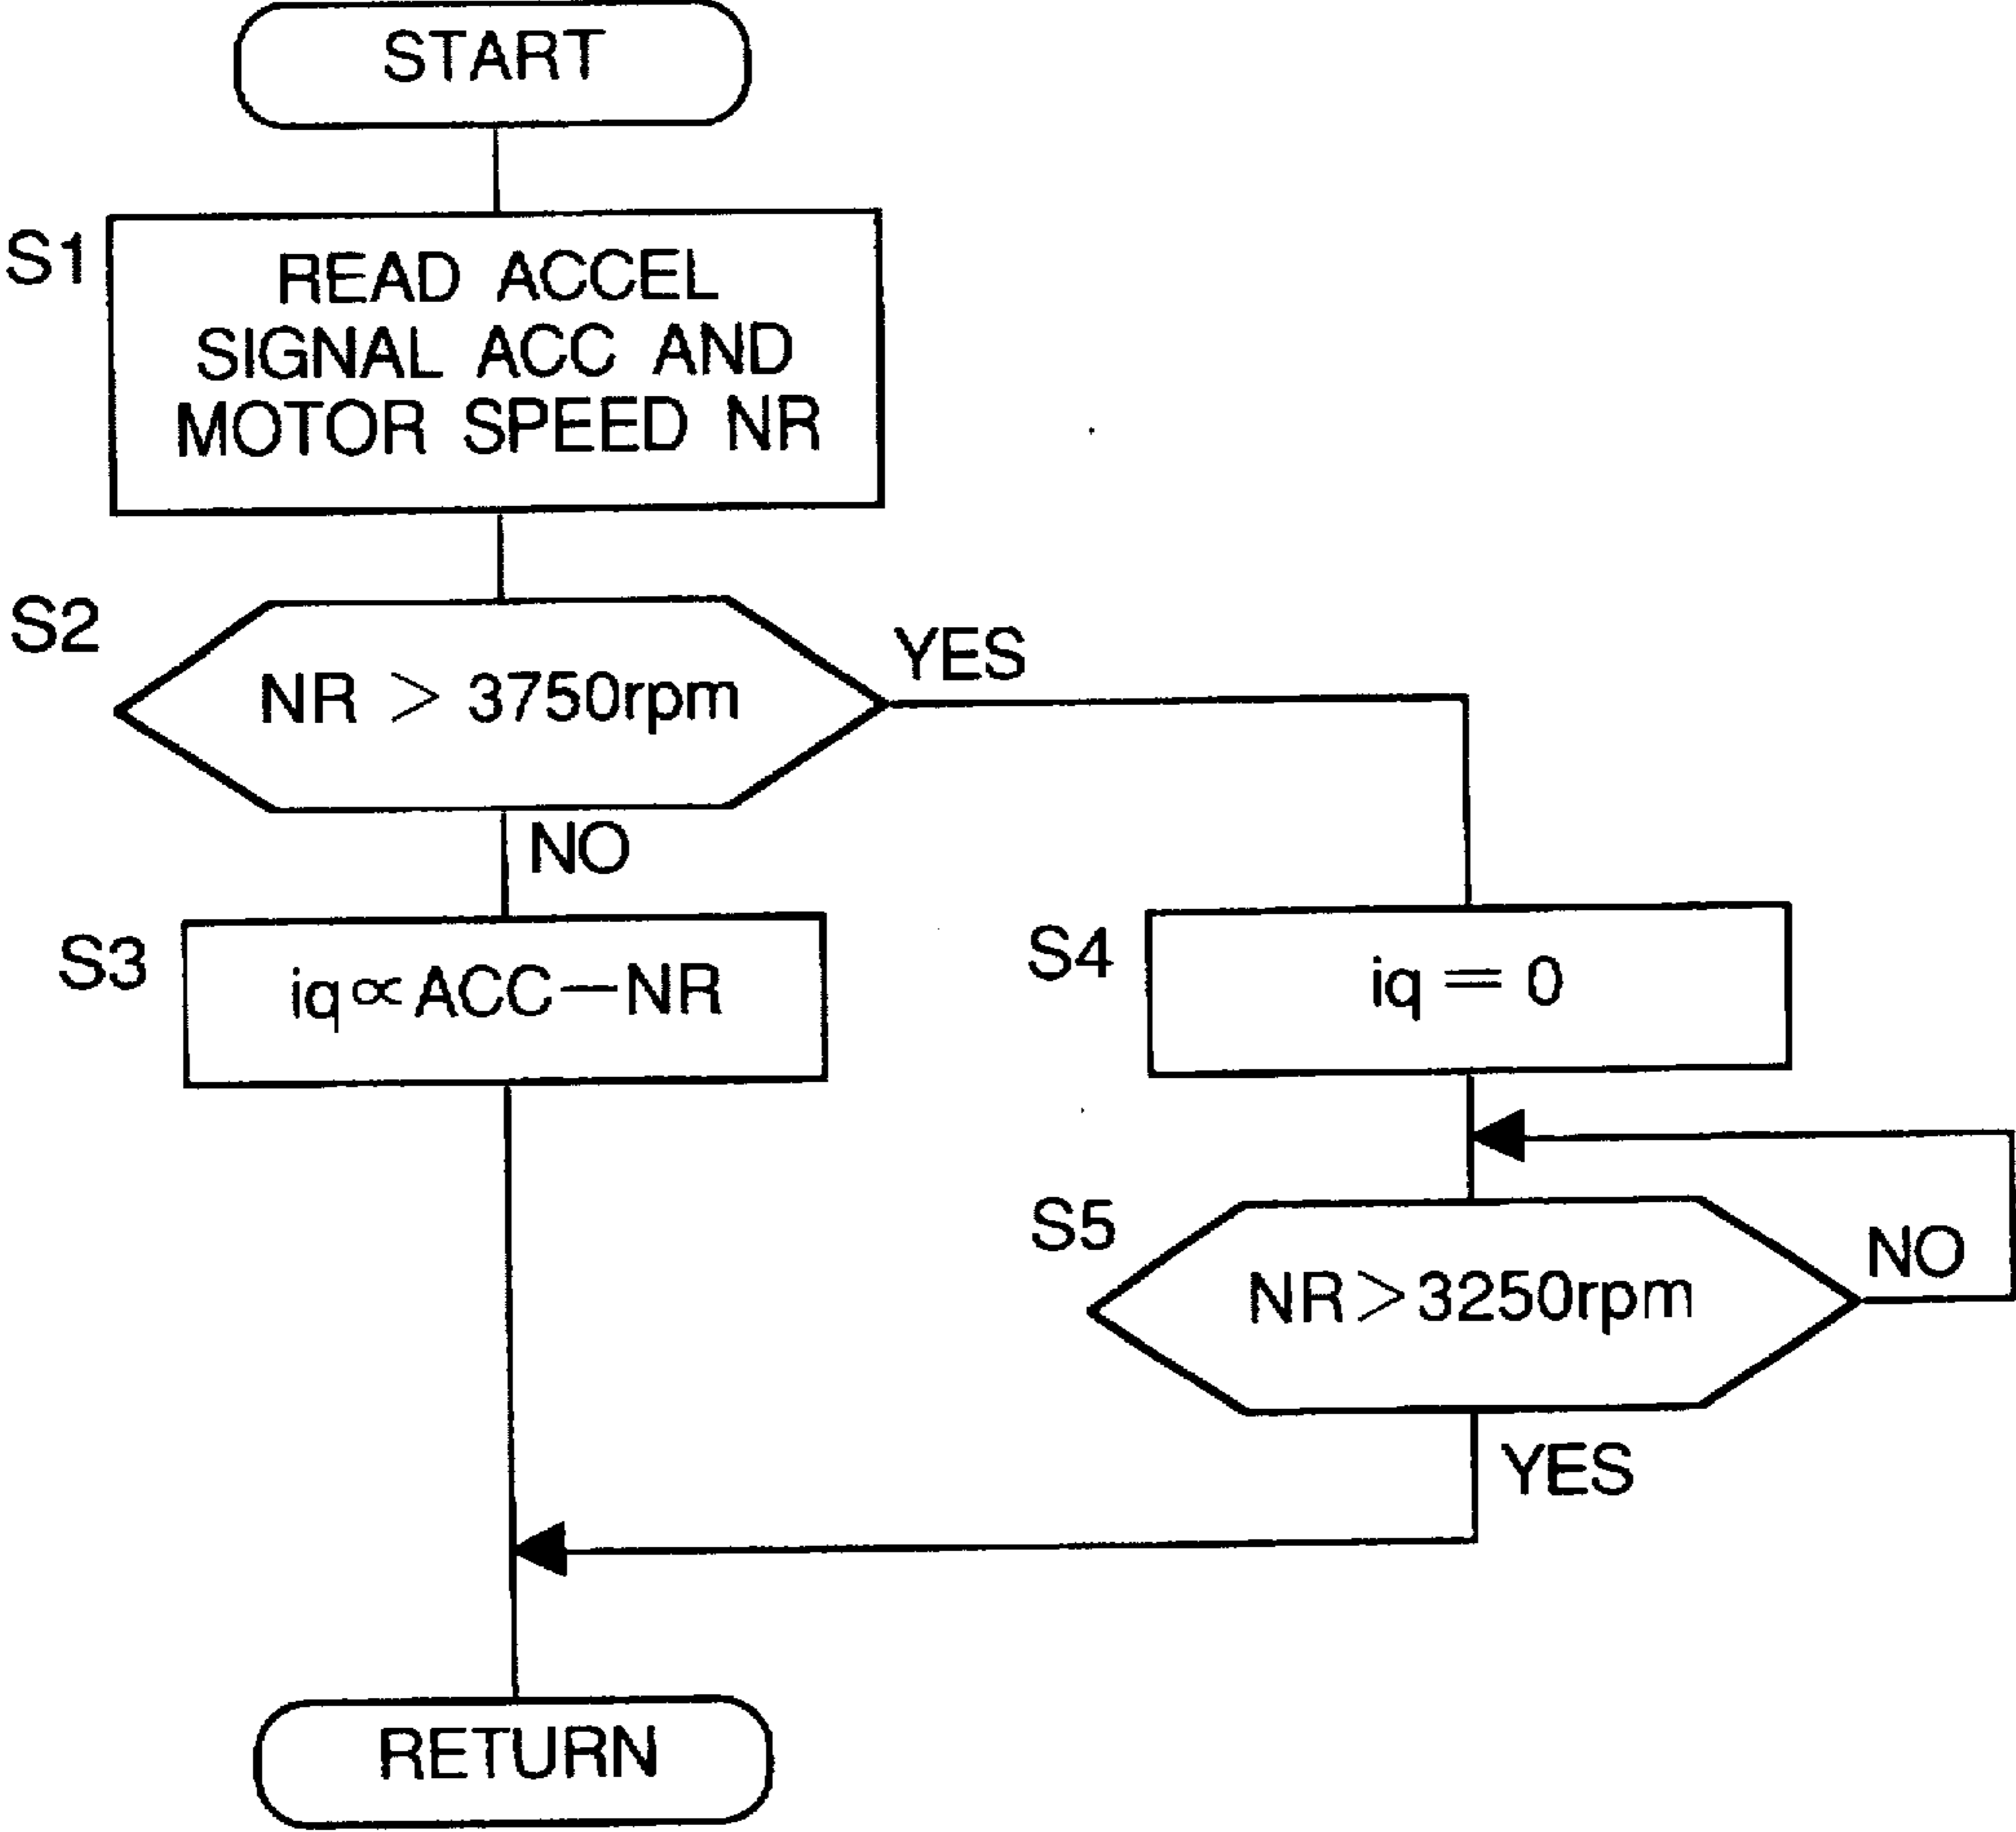 START
S1
READ ACCEL
SIGNAL ACC AND
MOTOR SPEED NR
S2
NR > 3750rpm
YES
NO
S3
iq∝ACC−NR
S4
iq = 0
S5
NR>3250rpm
NO
YES
RETURN